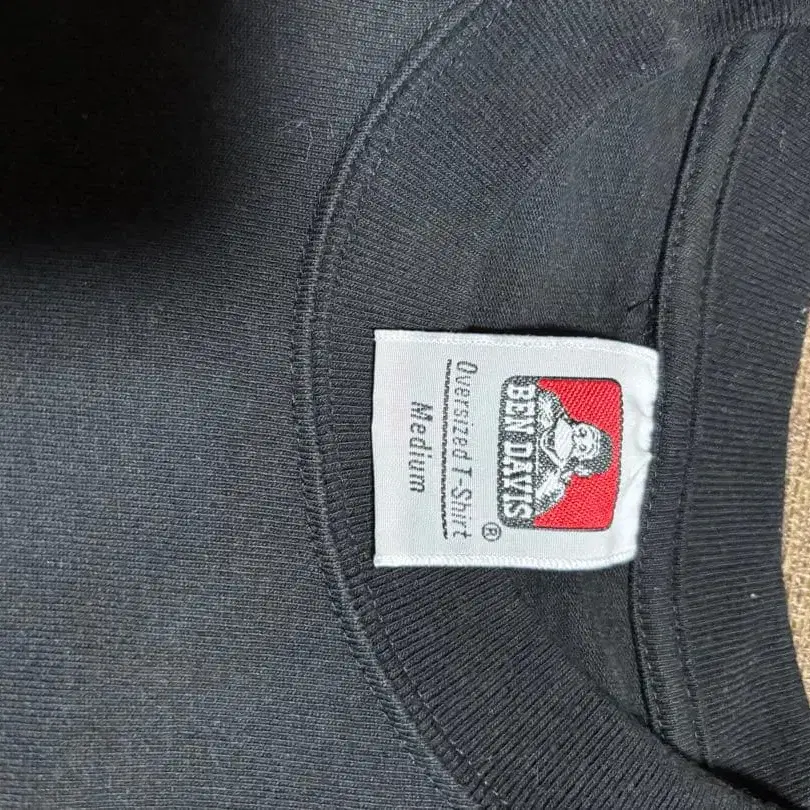 BEN DAVIS
®
Oversized T-Shirt
Medium